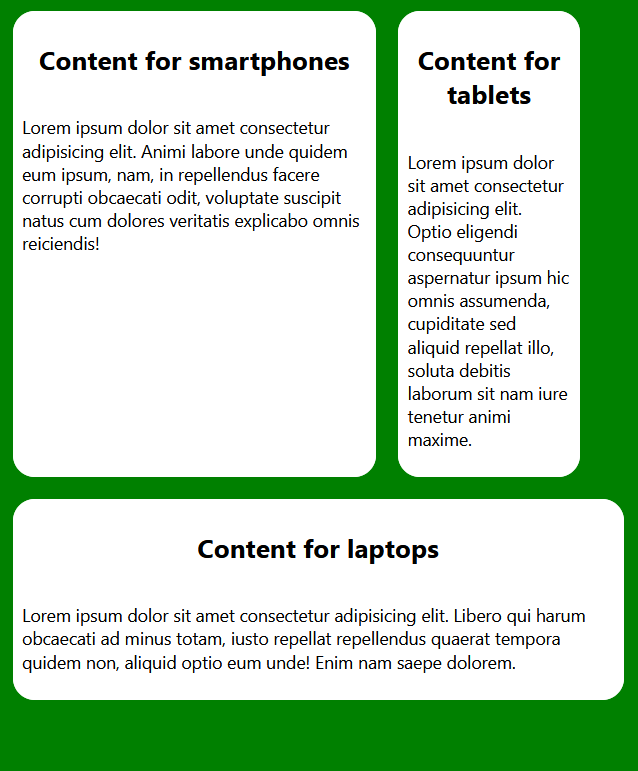 Content for smartphones
Lorem ipsum dolor sit amet consectetur
adipisicing elit. Animi labore unde quidem
eum ipsum, nam, in repellendus facere
corrupti obcaecati odit, voluptate suscipit
natus cum dolores veritatis explicabo omnis
reiciendis!
Content for
tablets
Lorem ipsum dolor
sit amet consectetur
adipisicing elit.
Optio eligendi
consequuntur
aspernatur ipsum hic
omnis assumenda,
cupiditate sed
aliquid repellat illo,
soluta debitis
laborum sit nam iure
tenetur animi
maxime.
Content for laptops
Lorem ipsum dolor sit amet consectetur adipisicing elit. Libero qui harum
obcaecati ad minus totam, iusto repellat repellendus quaerat tempora
quidem non, aliquid optio eum unde! Enim nam saepe dolorem.